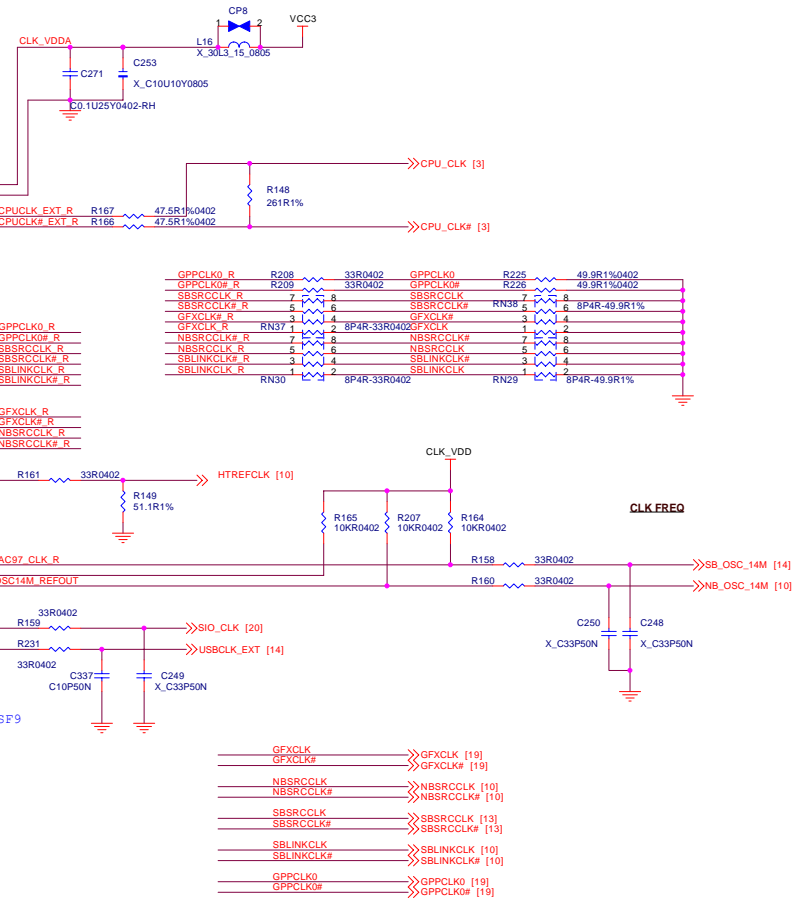 CP8
1 2 VCC3
CLK_VDDA L16
X_30L3_15_0805
C253
C271
X_C10U10Y0805
C0.1U25Y0402-RH
CPU_CLK [3]
R148
261R1%
CPUCLK_EXT_R R167 47.5R1%0402
CPUCLK#_EXT_R R166 47.5R1%0402
CPU_CLK# [3]
GPPCLK0_R R208 33R0402 GPPCLK0 R225 49.9R1%0402
GPPCLK0#_R R209 33R0402 GPPCLK0# R226 49.9R1%0402
SBSRCCLK_R 7 8 SBSRCCLK 7 8
SBSRCCLK#_R 5 6 SBSRCCLK# RN38 5 6 8P4R-49.9R1%
GFXCLK#_R 3 4 GFXCLK# 3 4
GFXCLK_R RN37 1 2 8P4R-33R0402 GFXCLK 1 2
NBSRCCLK#_R 7 8 NBSRCCLK# 7 8
NBSRCCLK_R 5 6 NBSRCCLK 5 6
SBLINKCLK#_R 3 4 SBLINKCLK# 3 4
SBLINKCLK_R 1 2 SBLINKCLK 1 2
RN30 8P4R-33R0402 RN29 8P4R-49.9R1%
GPPCLK0_R
GPPCLK0#_R
SBSRCCLK_R
SBSRCCLK#_R
SBLINKCLK_R
SBLINKCLK#_R
GFXCLK_R
GFXCLK#_R
NBSRCCLK_R
NBSRCCLK#_R
CLK_VDD
R161 33R0402 HTREFCLK [10]
R149
51.1R1%
R165
10KR0402
R207
10KR0402
R164
10KR0402
CLK FREQ
AC97_CLK_R R158 33R0402 SB_OSC_14M [14]
OSC14M_REFOUT R160 33R0402 NB_OSC_14M [10]
33R0402
R159 SIO_CLK [20]
R231 USBCLK_EXT [14]
33R0402
C250
X_C33P50N
C248
X_C33P50N
C337
C10P50N
C249
X_C33P50N
SF9
GFXCLK GFXCLK [19]
GFXCLK# GFXCLK# [19]
NBSRCCLK NBSRCCLK [10]
NBSRCCLK# NBSRCCLK# [10]
SBSRCCLK SBSRCCLK [13]
SBSRCCLK# SBSRCCLK# [13]
SBLINKCLK SBLINKCLK [10]
SBLINKCLK# SBLINKCLK# [10]
GPPCLK0 GPPCLK0 [19]
GPPCLK0# GPPCLK0# [19]